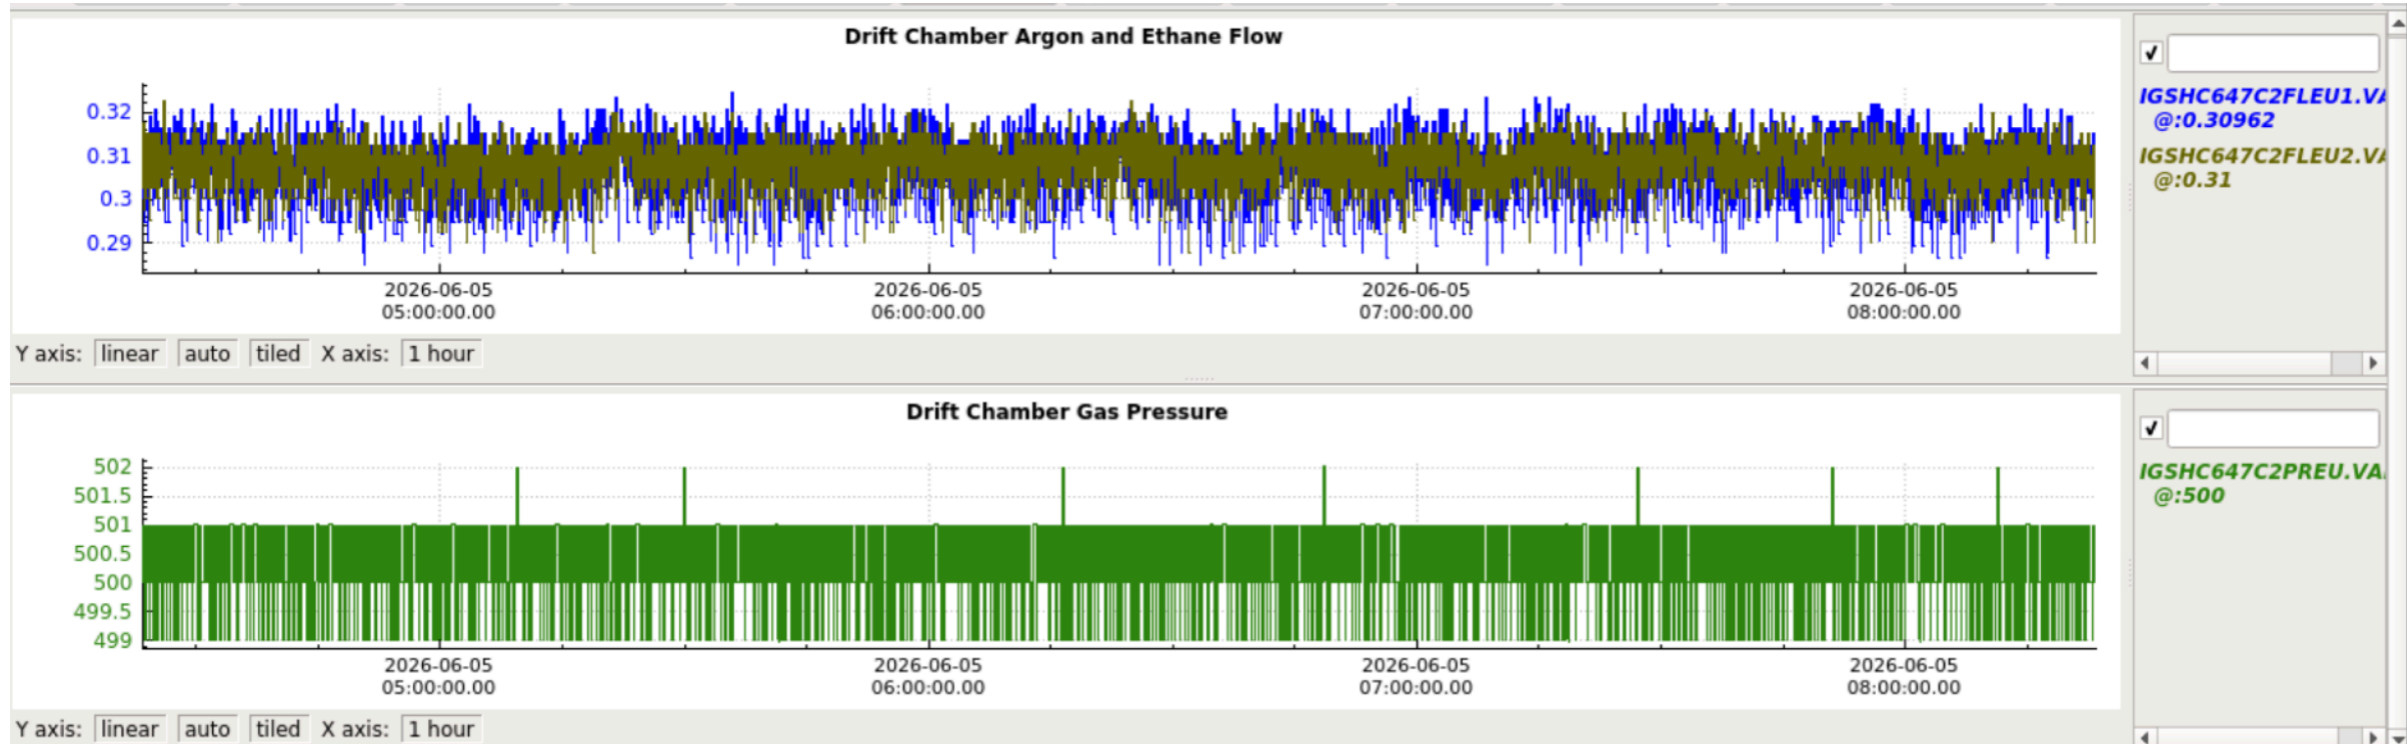 Drift Chamber Argon and Ethane Flow
0.32
0.31
0.3
0.29
2026-06-05 2026-06-05 2026-06-05 2026-06-05
05:00:00.00 06:00:00.00 07:00:00.00 08:00:00.00
Y axis: linear auto tiled X axis: 1 hour
IGSHC647C2FLEU1.VA
@:0.30962
IGSHC647C2FLEU2.VA
@:0.31
Drift Chamber Gas Pressure
502
501.5
501
500.5
500
499.5
499
2026-06-05 2026-06-05 2026-06-05 2026-06-05
05:00:00.00 06:00:00.00 07:00:00.00 08:00:00.00
Y axis: linear auto tiled X axis: 1 hour
IGSHC647C2PREU.VA
@:500